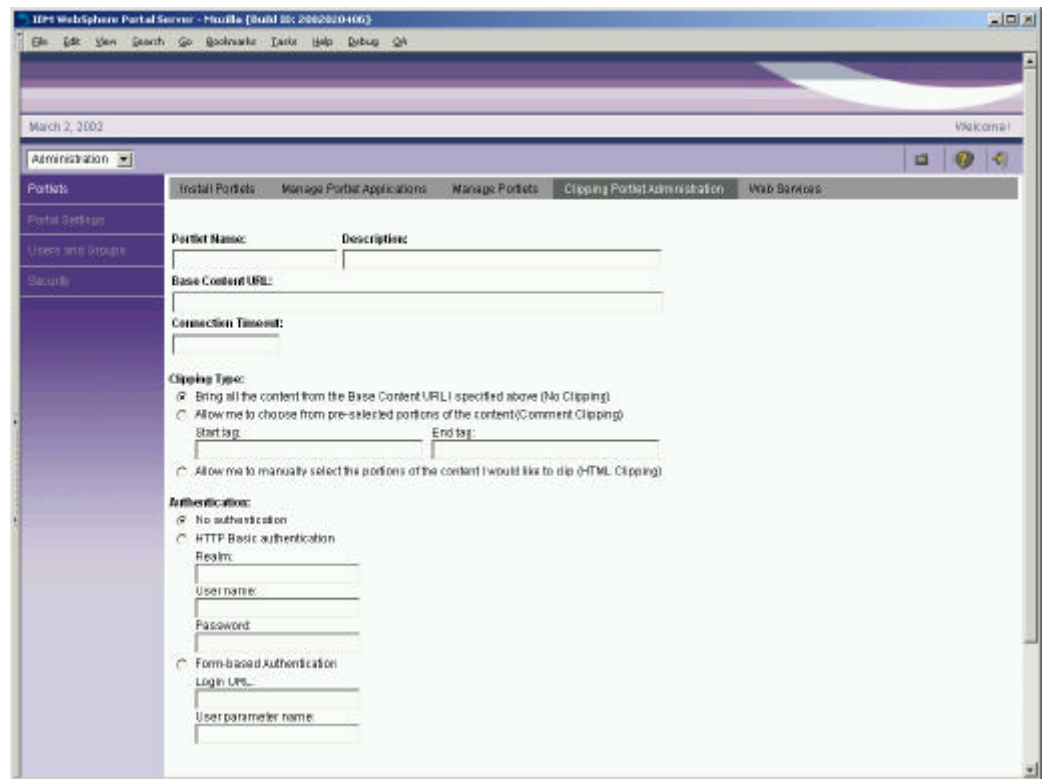 IBM WebSphere Portal Server - Mozilla {Build ID: 2002020406}
File Edit View Search Go Bookmarks Tasks Help Debug QA
March 2, 2002 Welcome!
Administration
Portlets Install Portlets Manage Portlet Applications Manage Portlets Clipping Portlet Administration Web Services
Portal Settings
Users and Groups
Security
Portlet Name: Description:
Base Content URL:
Connection Timeout:
Clipping Type:
Bring all the content from the Base Content URL I specified above (No Clipping)
Allow me to choose from pre-selected portions of the content (Comment Clipping)
Start tag: End tag:
Allow me to manually select the portions of the content I would like to clip (HTML Clipping)
Authentication:
No authentication
HTTP Basic authentication
Realm:
User name:
Password:
Form-based Authentication
Login URL:
User parameter name: